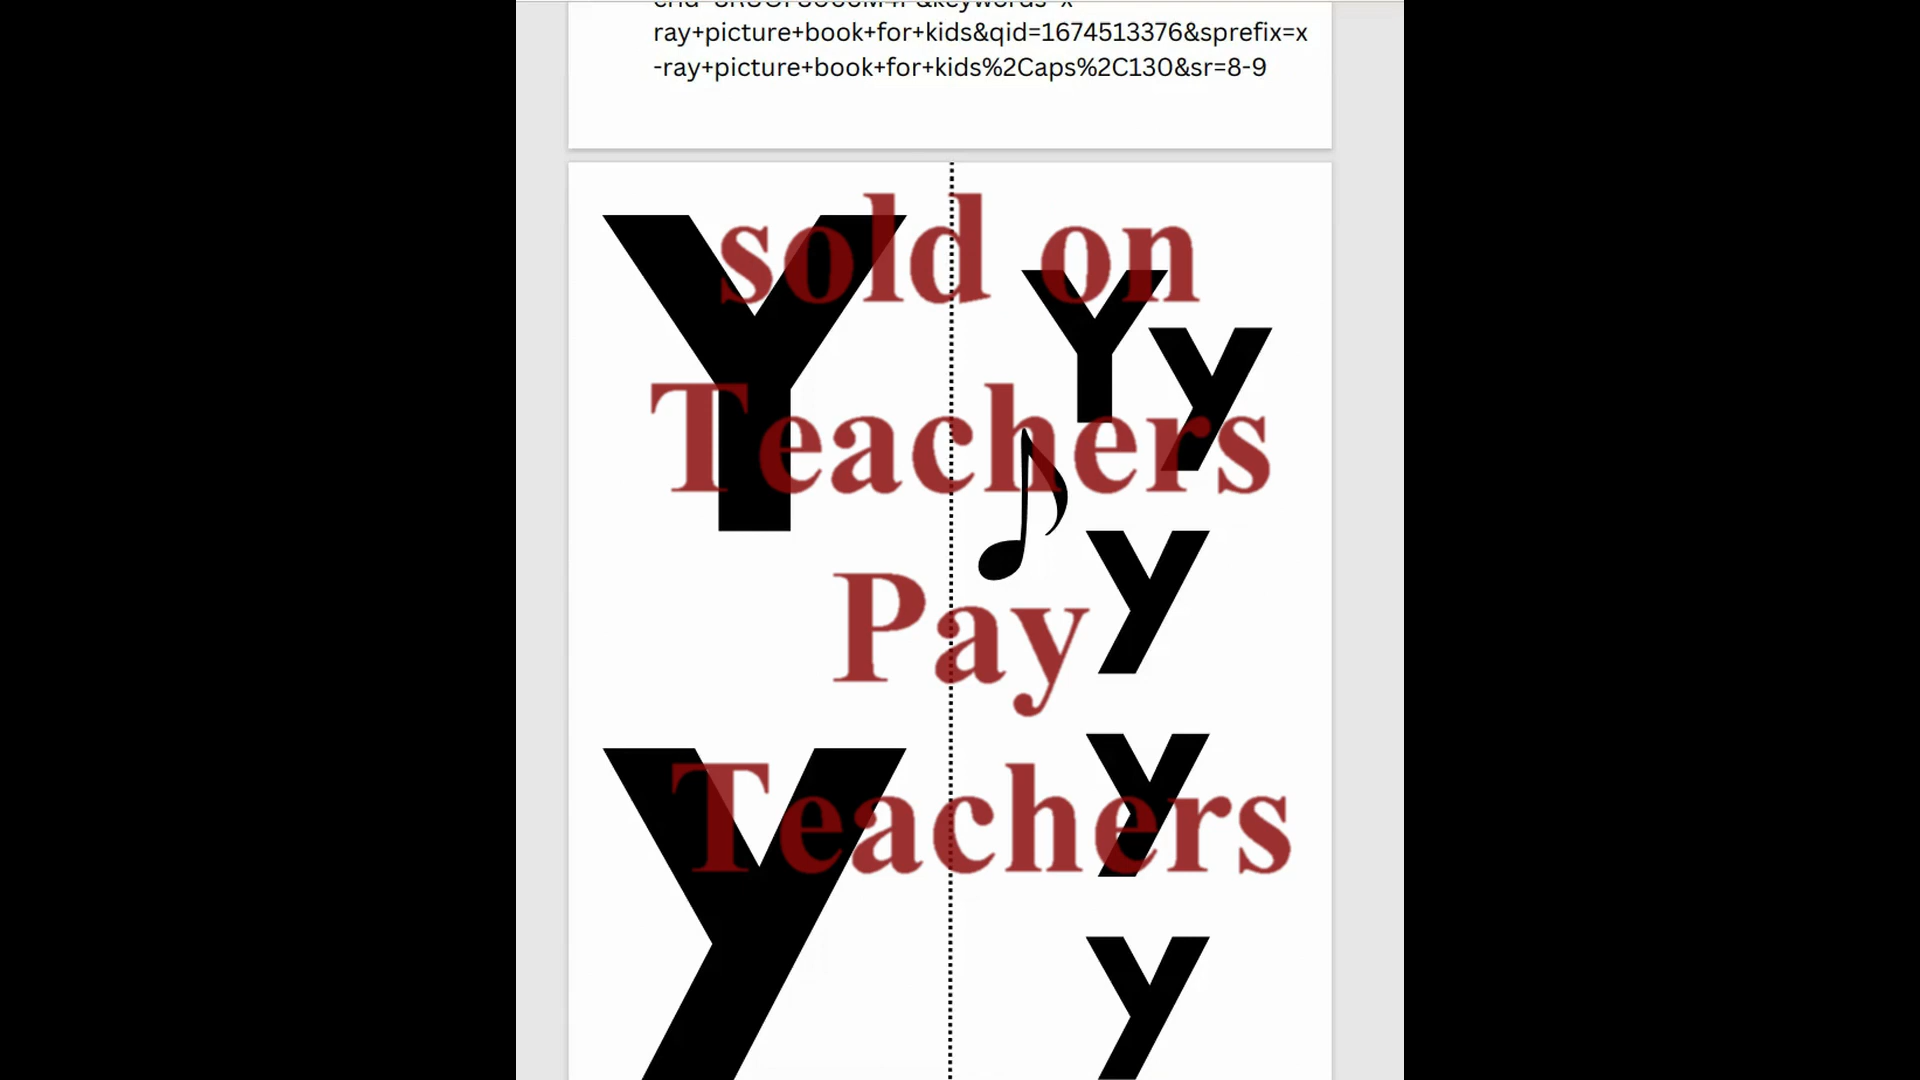 ray+picture+book+for+kids&qid=1674513376&sprefix=x
-ray+picture+book+for+kids%2Caps%2C130&sr=8-9
Y
sold on
Yy
Teachers
y
Pay
y
y
Teachers
y